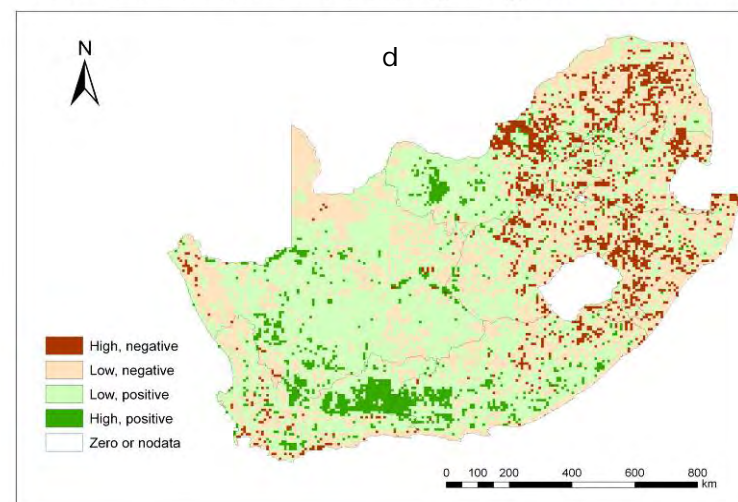 N
d
High, negative
Low, negative
Low, positive
High, positive
Zero or nodata
0 100 200 400 600 800
km